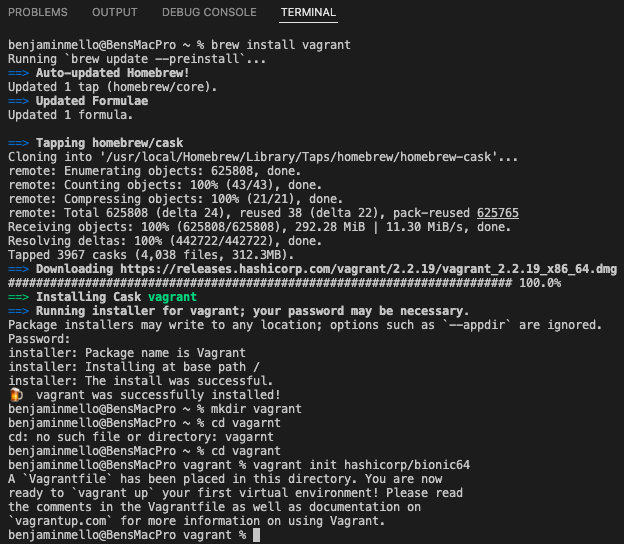 PROBLEMS OUTPUT DEBUG CONSOLE TERMINAL
benjaminmello@BensMacPro ~ % brew install vagrant
Running `brew update --preinstall`...
==> Auto-updated Homebrew!
Updated 1 tap (homebrew/core).
==> Updated Formulae
Updated 1 formula.
==> Tapping homebrew/cask
Cloning into '/usr/local/Homebrew/Library/Taps/homebrew/homebrew-cask'...
remote: Enumerating objects: 625808, done.
remote: Counting objects: 100% (43/43), done.
remote: Compressing objects: 100% (21/21), done.
remote: Total 625808 (delta 24), reused 38 (delta 22), pack-reused 625765
Receiving objects: 100% (625808/625808), 292.28 MiB | 11.30 MiB/s, done.
Resolving deltas: 100% (442722/442722), done.
Tapped 3967 casks (4,038 files, 312.3MB).
==> Downloading https://releases.hashicorp.com/vagrant/2.2.19/vagrant_2.2.19_x86_64.dmg
######################################################################## 100.0%
==> Installing Cask vagrant
==> Running installer for vagrant; your password may be necessary.
Package installers may write to any location; options such as `--appdir` are ignored.
Password:
installer: Package name is Vagrant
installer: Installing at base path /
installer: The install was successful.
🍺 vagrant was successfully installed!
benjaminmello@BensMacPro ~ % mkdir vagrant
benjaminmello@BensMacPro ~ % cd vagarnt
cd: no such file or directory: vagarnt
benjaminmello@BensMacPro ~ % cd vagrant
benjaminmello@BensMacPro vagrant % vagrant init hashicorp/bionic64
A `Vagrantfile` has been placed in this directory. You are now
ready to `vagrant up` your first virtual environment! Please read
the comments in the Vagrantfile as well as documentation on
`vagrantup.com` for more information on using Vagrant.
benjaminmello@BensMacPro vagrant %